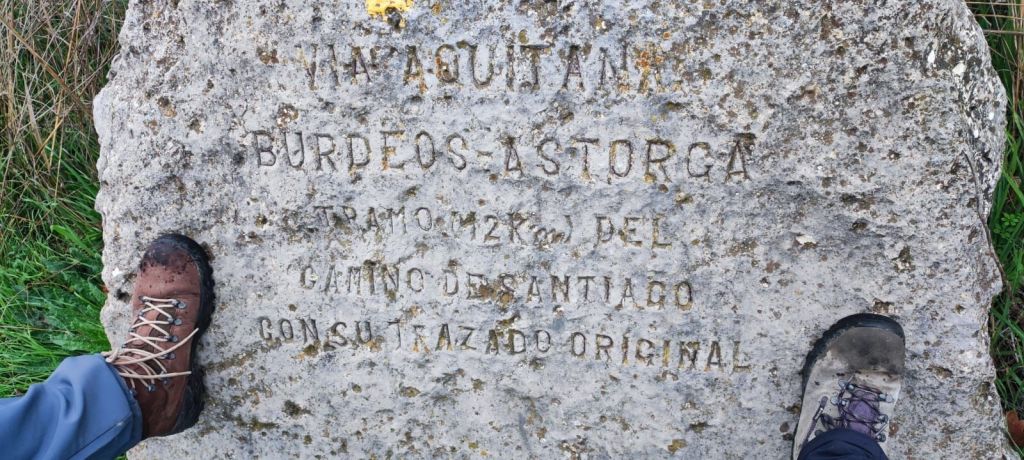 VIA AQUITANA
BURDEOS-ASTORGA
(TRAMO 12Km) DEL
CAMINO DE SANTIAGO
CON SU TRAZADO ORIGINAL